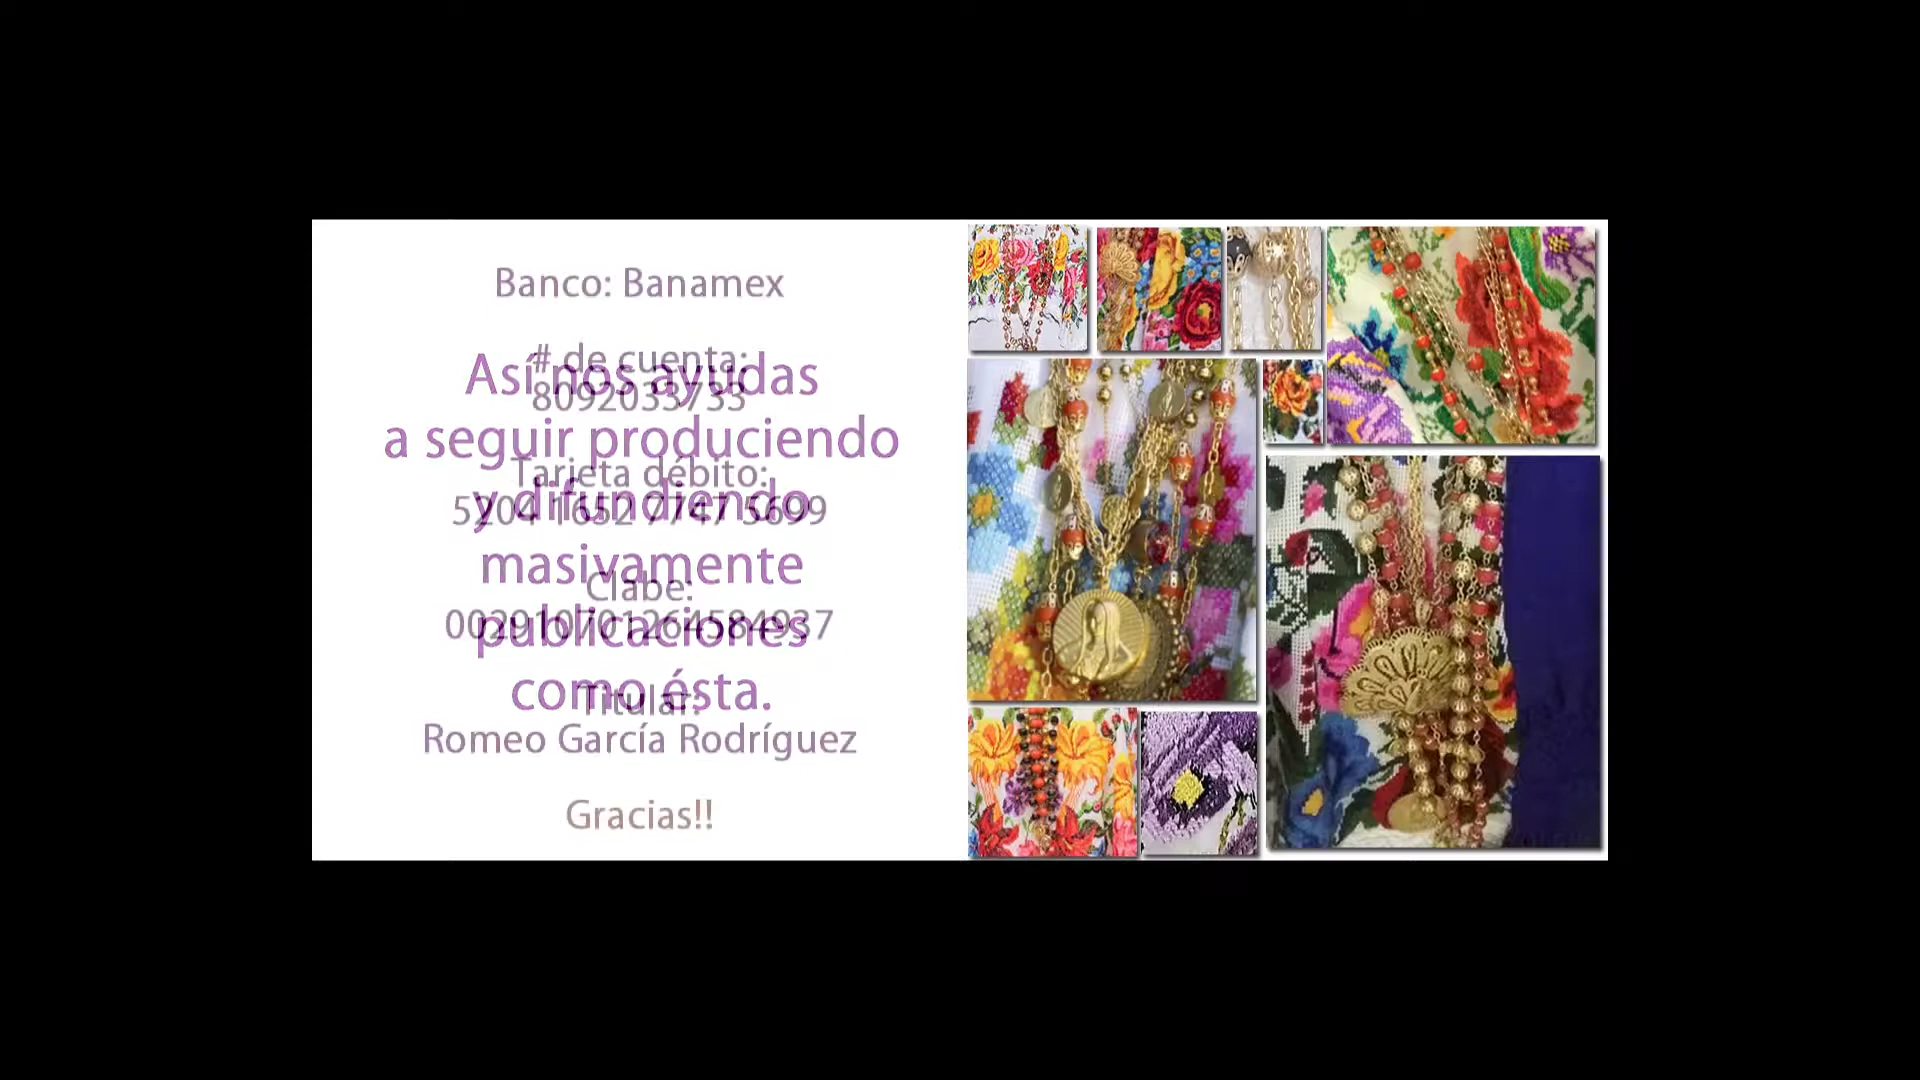 Banco: Banamex
# de cuenta:
8092033733
Tarjeta débito:
Clabe:
Titular:
Romeo García Rodríguez
Gracias!!
Así nos ayudas
a seguir produciendo
y difundiendo
masivamente
publicaciones
como ésta.